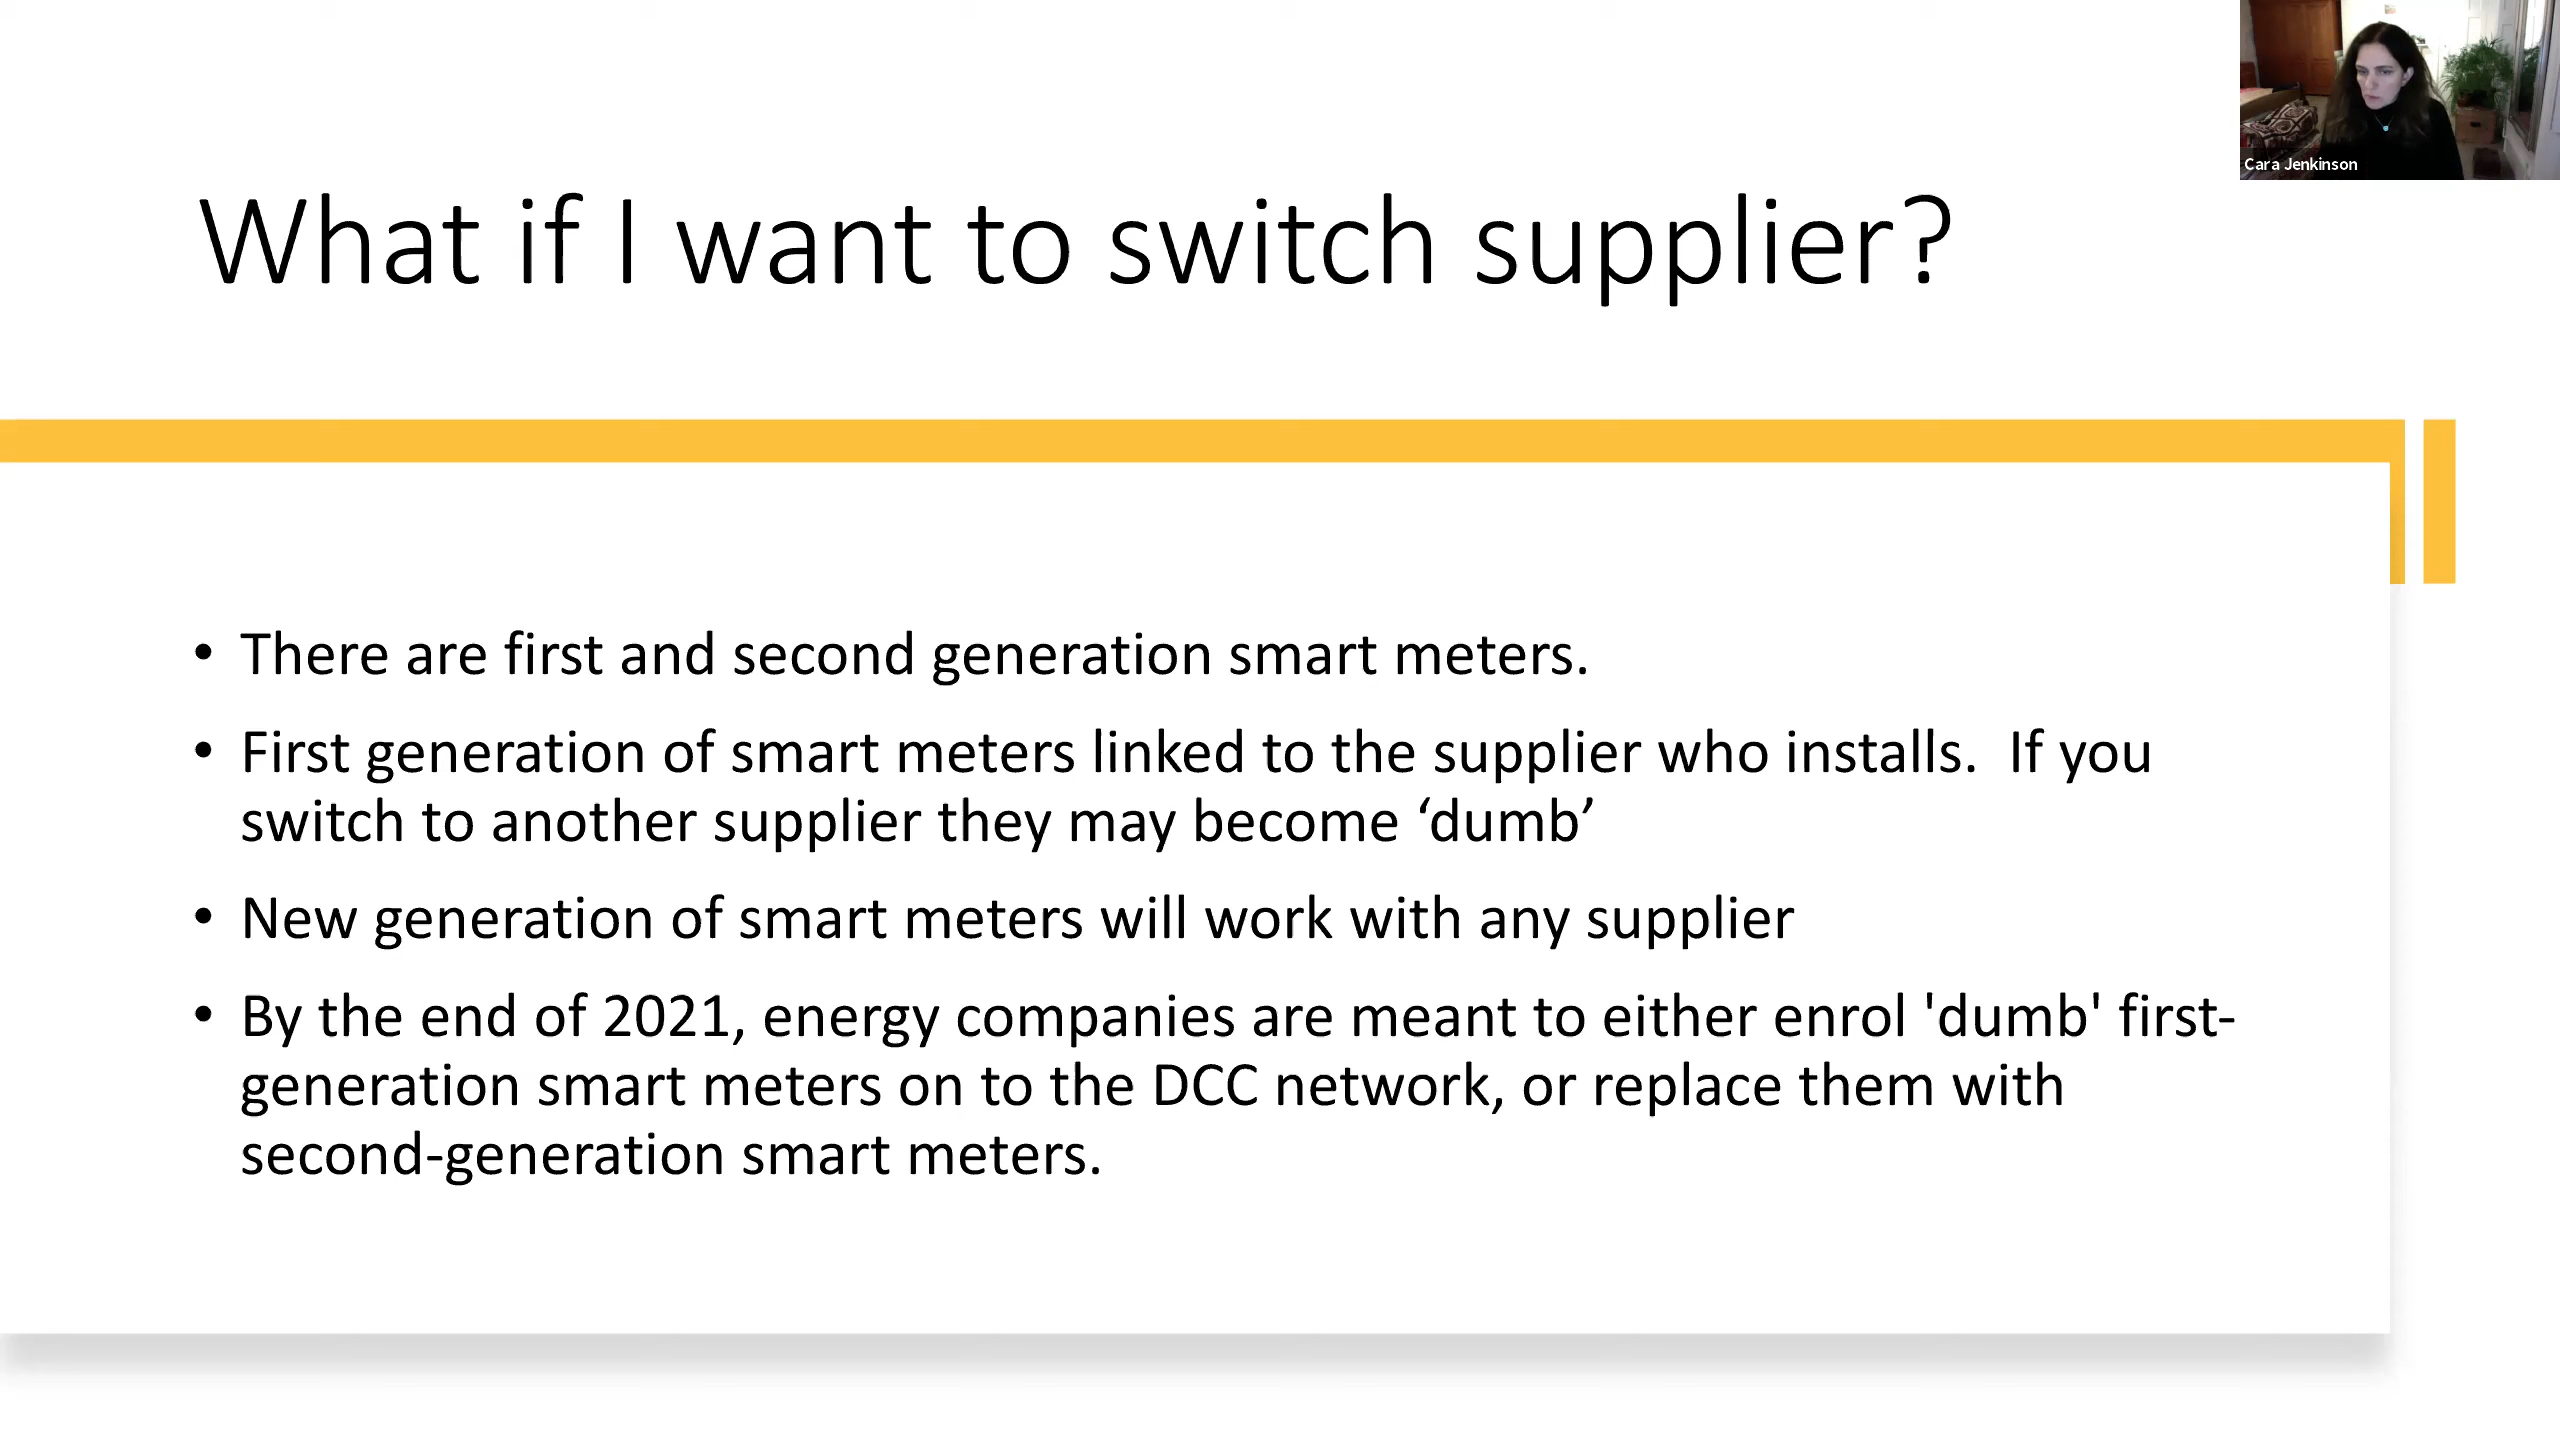 Cara Jenkinson
What if I want to switch supplier?
• There are first and second generation smart meters.
• First generation of smart meters linked to the supplier who installs.  If you
switch to another supplier they may become ‘dumb’
• New generation of smart meters will work with any supplier
• By the end of 2021, energy companies are meant to either enrol 'dumb' first-
generation smart meters on to the DCC network, or replace them with
second-generation smart meters.